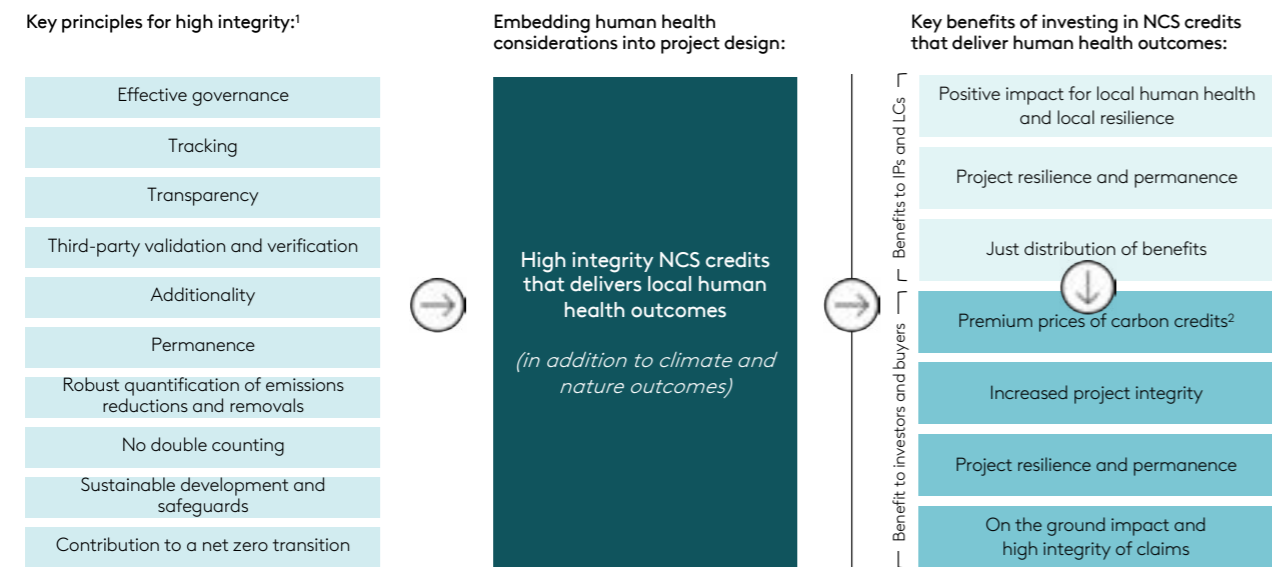 Key principles for high integrity:¹
Effective governance
Tracking
Transparency
Third-party validation and verification
Additionality
Permanence
Robust quantification of emissions
reductions and removals
No double counting
Sustainable development and
safeguards
Contribution to a net zero transition
Embedding human health
considerations into project design:
High integrity NCS credits
that delivers local human
health outcomes
(in addition to climate and
nature outcomes)
Key benefits of investing in NCS credits
that deliver human health outcomes:
Benefits to IPs and LCs
Positive impact for local human health
and local resilience
Project resilience and permanence
Just distribution of benefits
Benefit to investors and buyers
Premium prices of carbon credits²
Increased project integrity
Project resilience and permanence
On the ground impact and
high integrity of claims